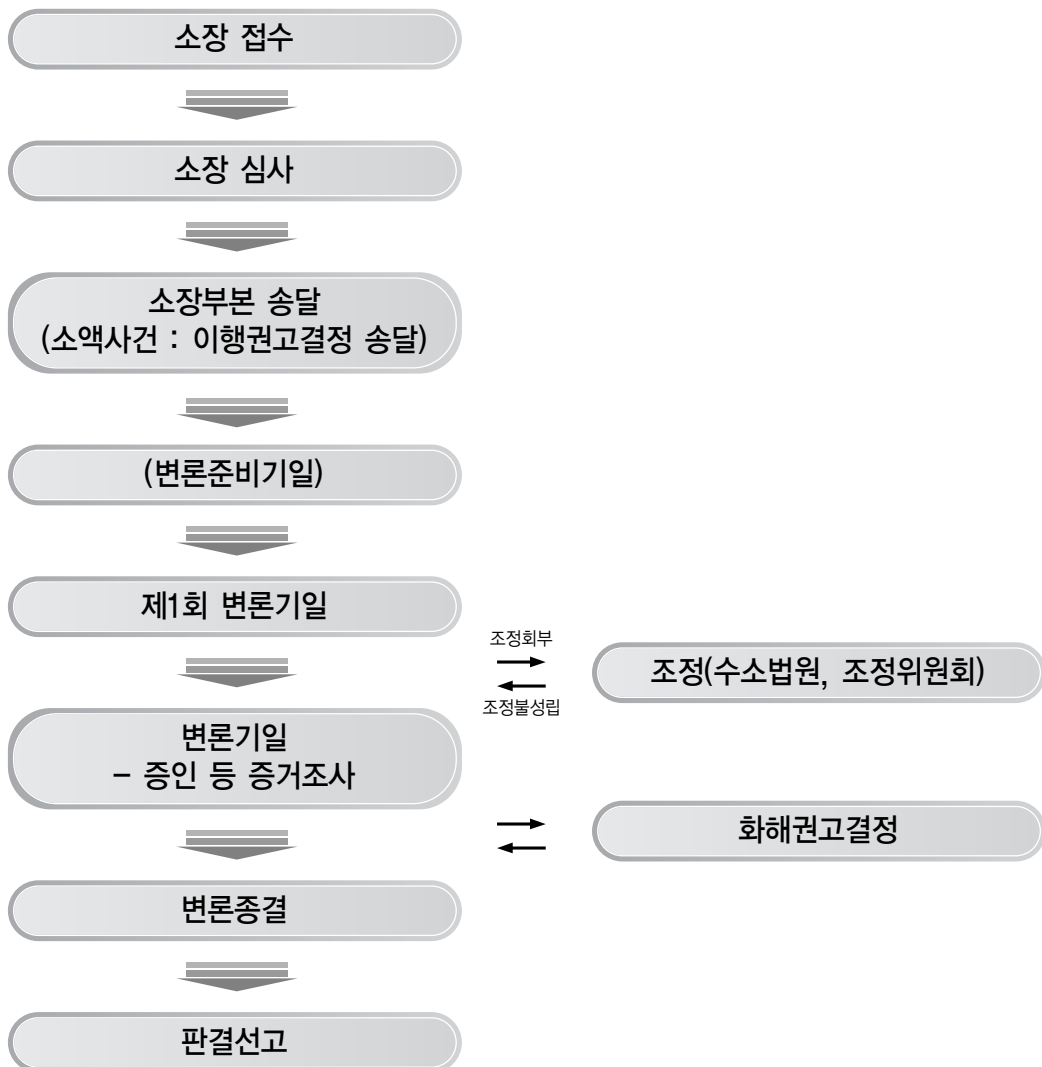 소장 접수
소장 심사
소장부본 송달
(소액사건 : 이행권고결정 송달)
(변론준비기일)
제1회 변론기일
조정회부
조정불성립
조정(수소법원, 조정위원회)
변론기일
- 증인 등 증거조사
화해권고결정
변론종결
판결선고